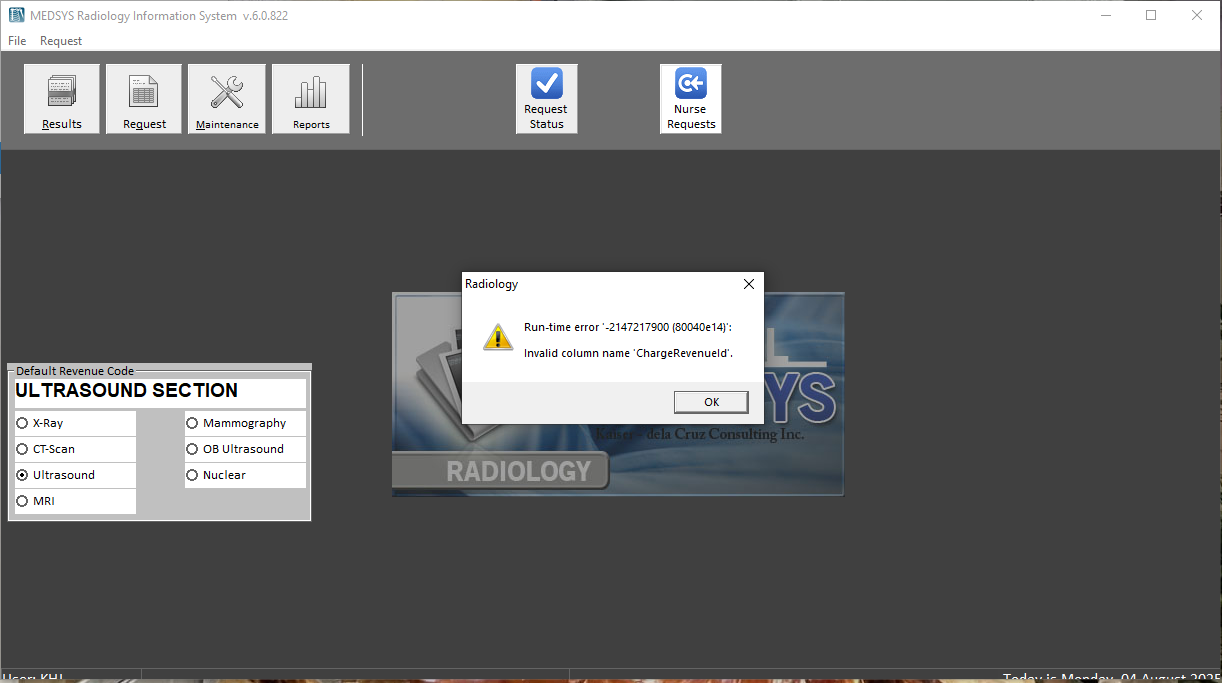 MEDSYS Radiology Information System v.6.0.822
File Request
Results
Request
Maintenance
Reports
Request
Status
Nurse
Requests
Radiology
Run-time error '-2147217900 (80040e14)':
Invalid column name 'ChargeRevenueId'.
OK
L
YS
Kaiser - dela Cruz Consulting Inc.
RADIOLOGY
Default Revenue Code
ULTRASOUND SECTION
X-Ray
Mammography
CT-Scan
OB Ultrasound
Ultrasound
Nuclear
MRI
User: KHI
Today is Monday, 04 August 2025